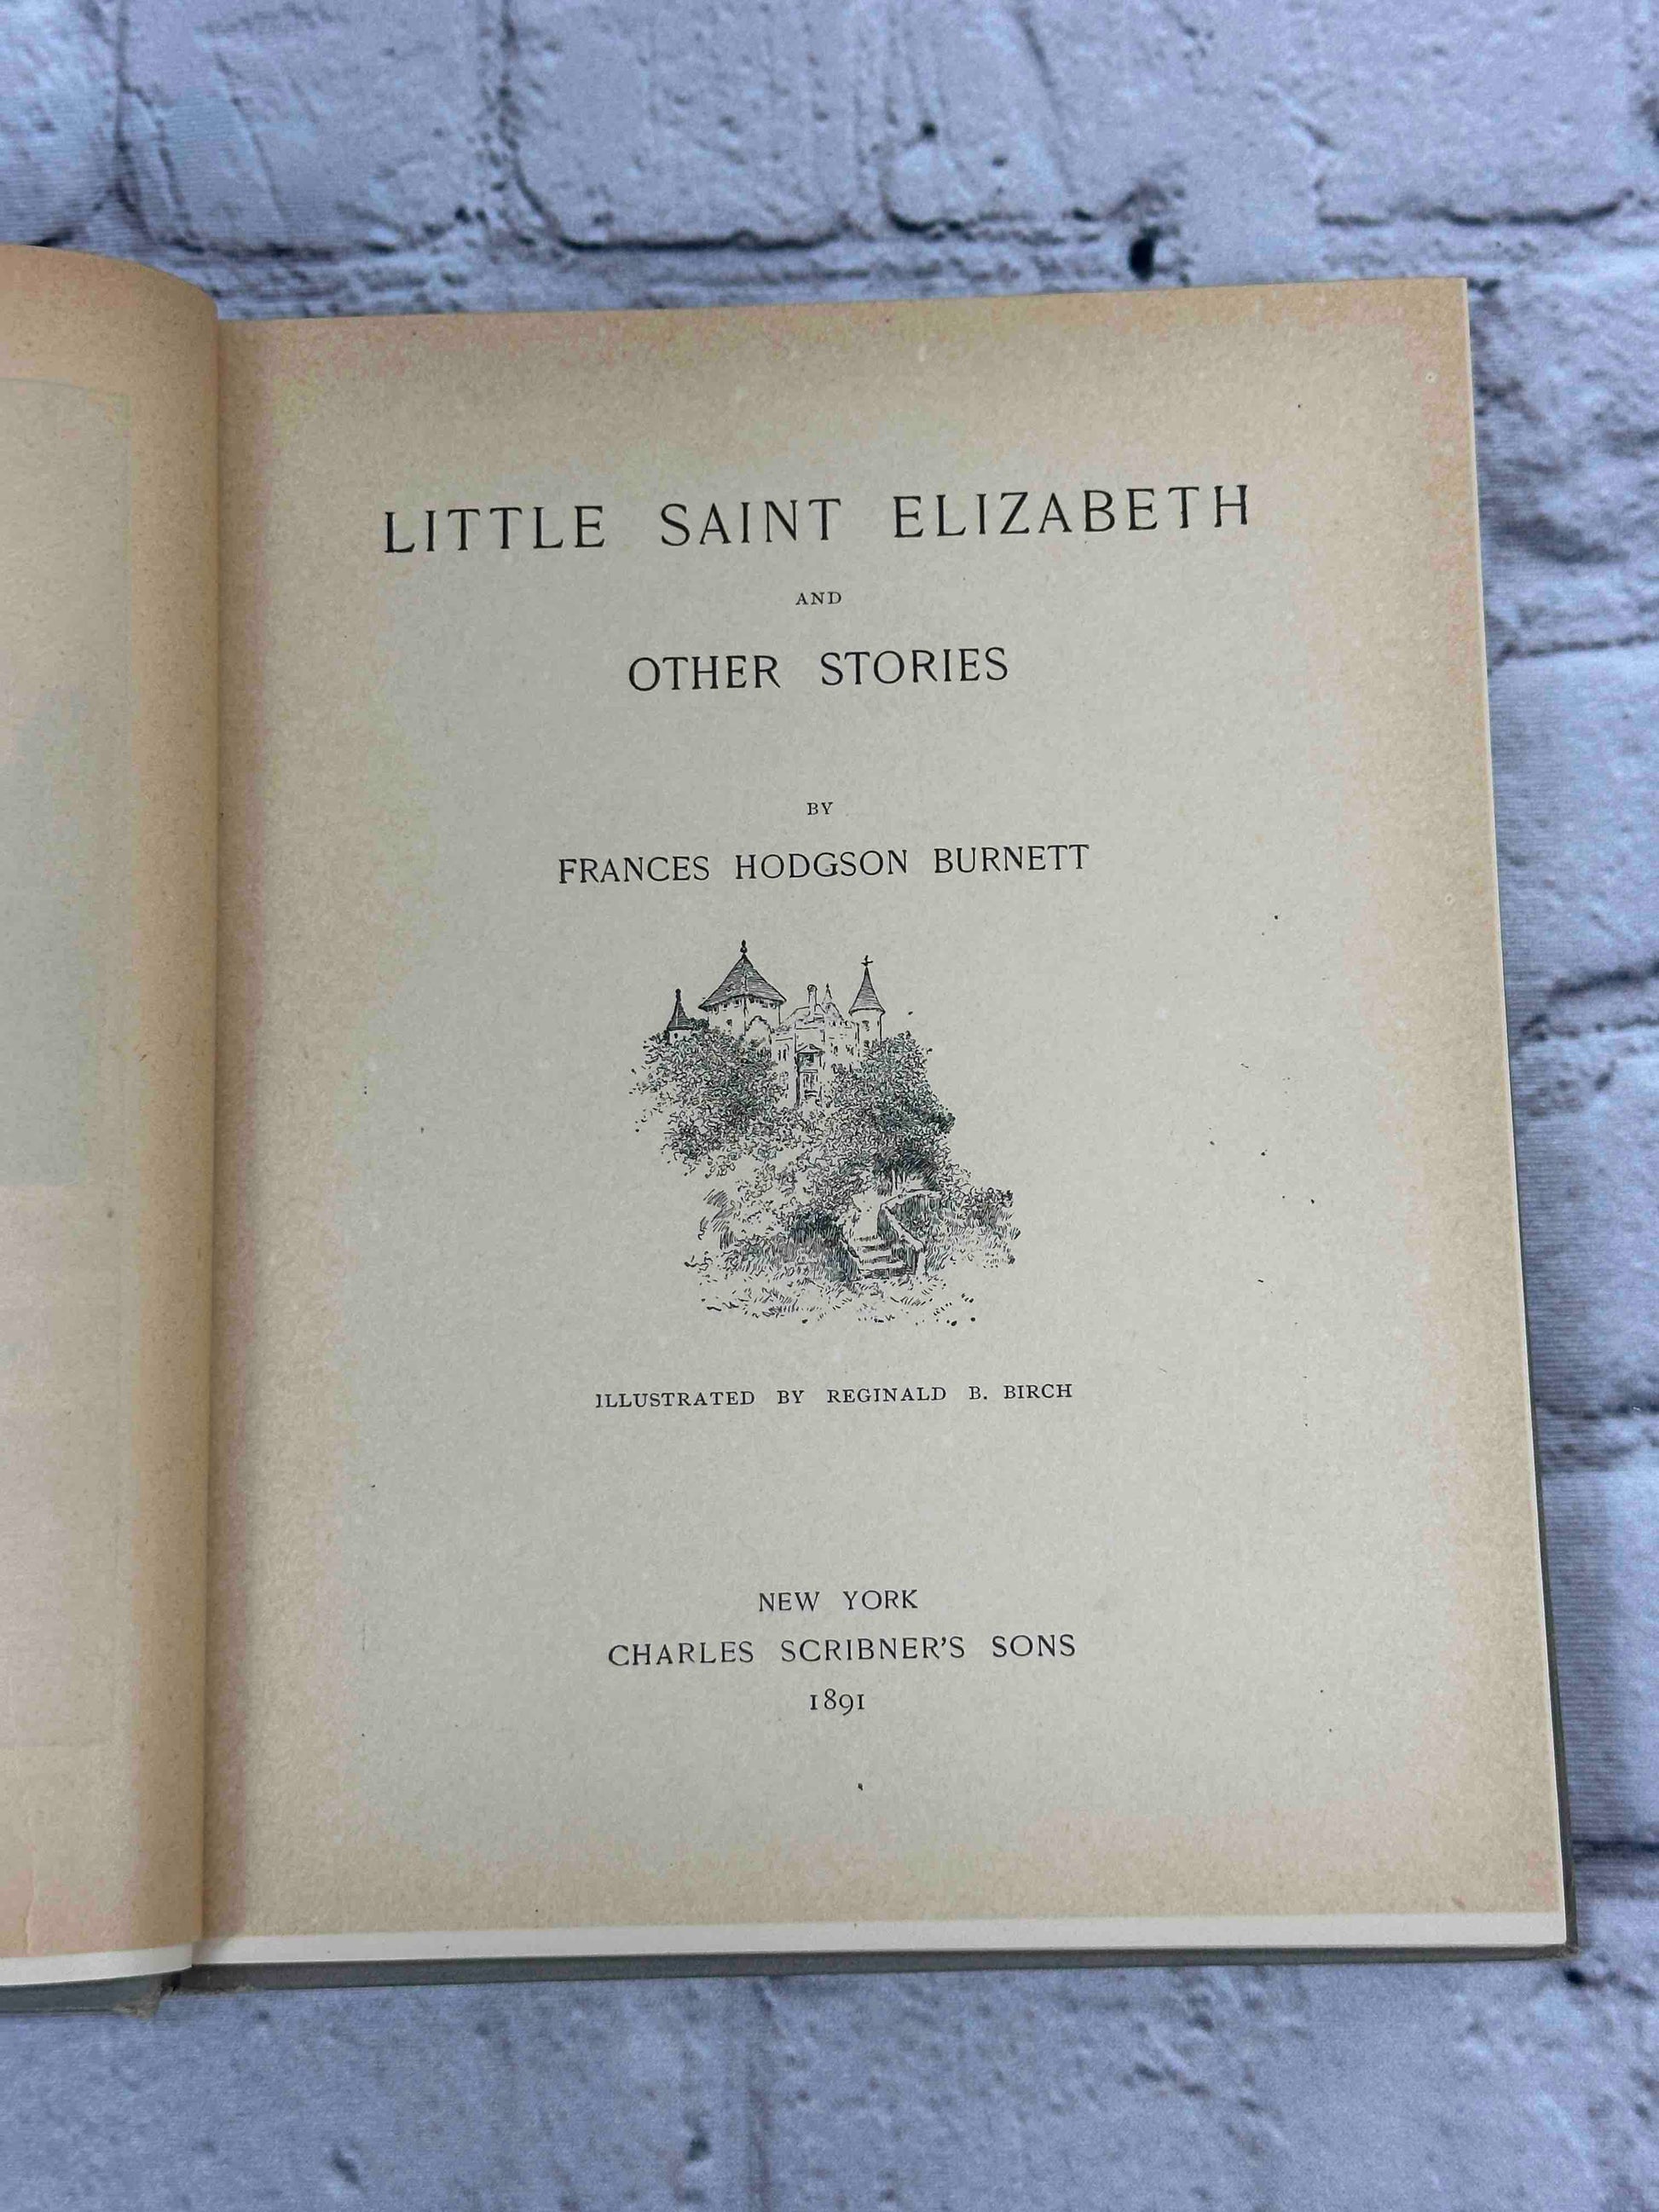 LITTLE SAINT ELIZABETH
AND
OTHER STORIES
BY
FRANCES HODGSON BURNETT
ILLUSTRATED BY REGINALD B. BIRCH
NEW YORK
CHARLES SCRIBNER'S SONS
1891